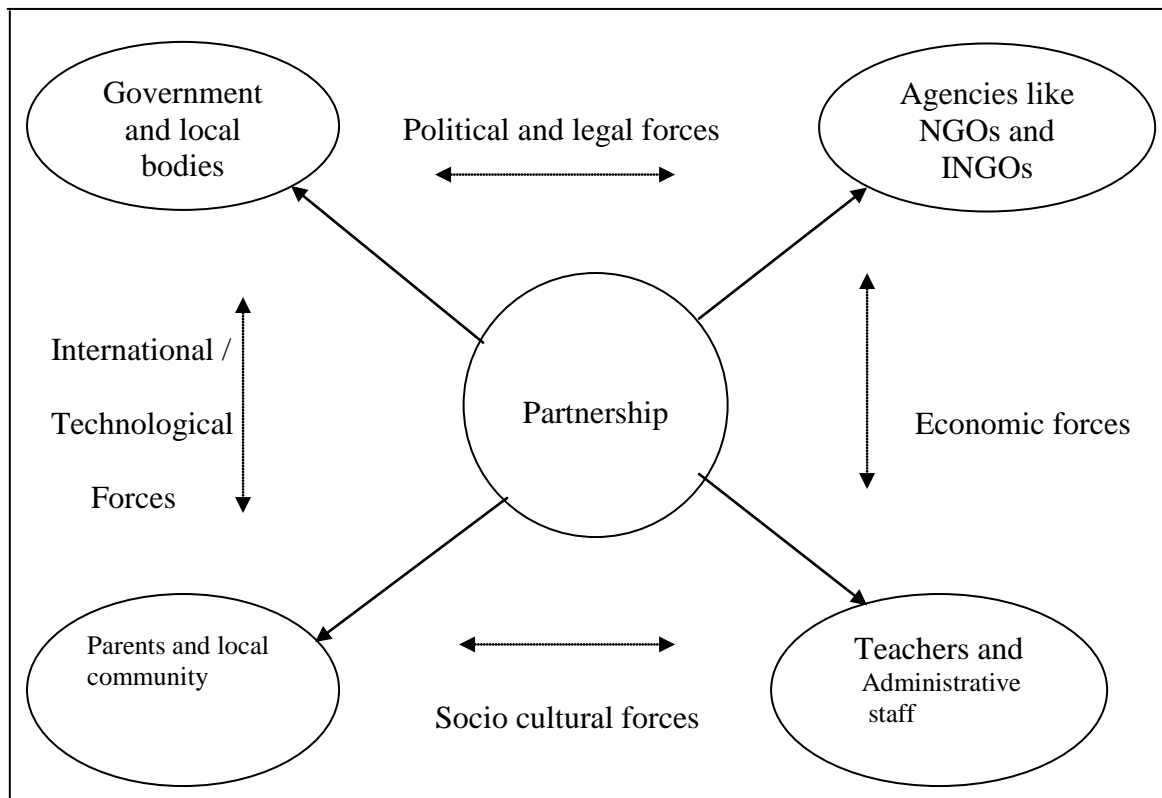 Government
and local
bodies
Political and legal forces
Agencies like
NGOs and
INGOs
International /
Technological
Forces
Partnership
Economic forces
Parents and local
community
Socio cultural forces
Teachers and
Administrative
staff